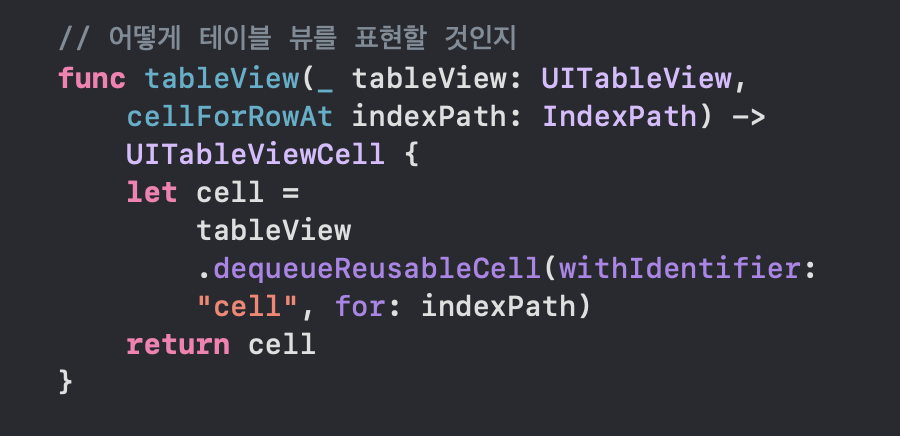 // 어떻게 테이블 뷰를 표현할 것인지
func tableView(_ tableView: UITableView,
cellForRowAt indexPath: IndexPath) ->
UITableViewCell {
let cell =
tableView
.dequeueReusableCell(withIdentifier:
"cell", for: indexPath)
return cell
}